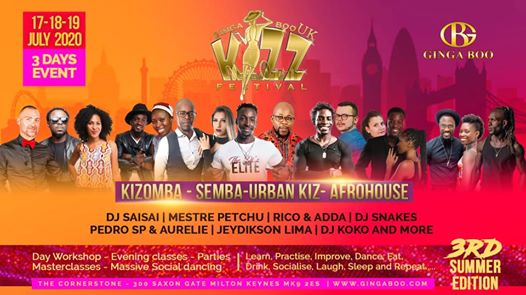 17-18-19
JULY 2020
3 DAYS
EVENT
GINGA BOO UK
KIZZ
FESTIVAL
GB
GINGA BOO
ELITE
KIZOMBA - SEMBA-URBAN KIZ- AFROHOUSE
DJ SAISAI | MESTRE PETCHU | RICO & ADDA | DJ SNAKES
PEDRO SP & AURELIE | JEYDIKSON LIMA | DJ KOKO AND MORE
Day Workshop - Evening classes - Parties
Masterclasses - Massive Social dancing
Learn, Practise, Improve, Dance, Eat,
Drink, Socialise, Laugh, Sleep and Repeat..
3RD
SUMMER
EDITION
THE CORNERSTONE - 300 SAXON GATE MILTON KEYNES MK9 2ES | WWW.GINGABOO.COM